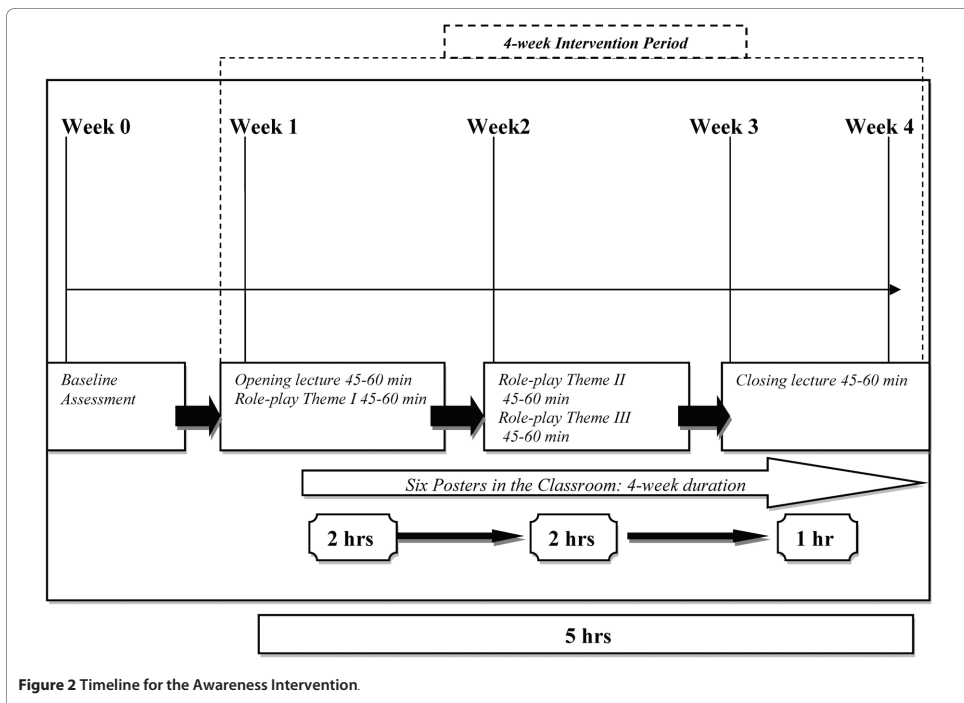 4-week Intervention Period
Week 0
Week 1
Week2
Week 3
Week 4
Baseline
Assessment
Opening lecture 45-60 min
Role-play Theme I 45-60 min
Role-play Theme II
45-60 min
Role-play Theme III
45-60 min
Closing lecture 45-60 min
Six Posters in the Classroom: 4-week duration
2 hrs
2 hrs
1 hr
5 hrs
Figure 2 Timeline for the Awareness Intervention.